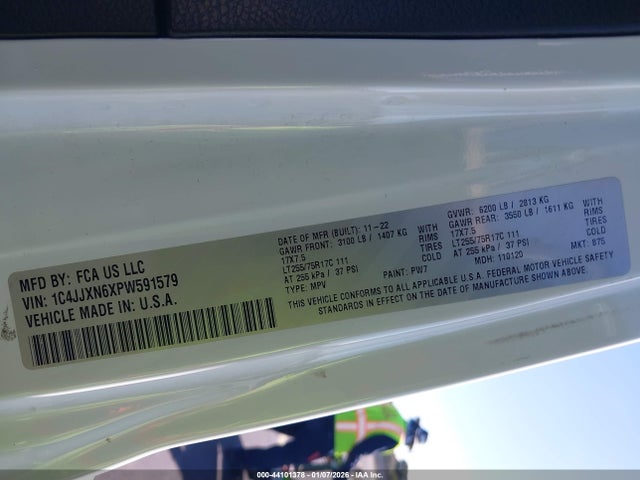 MFD BY: FCA US LLC
VIN: 1C4JJXN6XPW591579
VEHICLE MADE IN: U.S.A.
DATE OF MFR (BUILT): 11-22
GAWR FRONT: 3100 LB / 1407 KG WITH
17X7.5 RIMS
LT255/75R17C 111 TIRES
AT 255 kPa / 37 PSI COLD
TYPE: MPV PAINT: PW7
GVWR: 6200 LB / 2813 KG
GAWR REAR: 3550 LB / 1611 KG WITH
17X7.5 RIMS
LT255/75R17C 111 TIRES
AT 255 kPa / 37 PSI COLD
MDH: 110120 MKT: 875
THIS VEHICLE CONFORMS TO ALL APPLICABLE U.S.A. FEDERAL MOTOR VEHICLE SAFETY
STANDARDS IN EFFECT ON THE DATE OF MANUFACTURE SHOWN ABOVE.
000-44101378 - 01/07/2026 - IAA Inc.